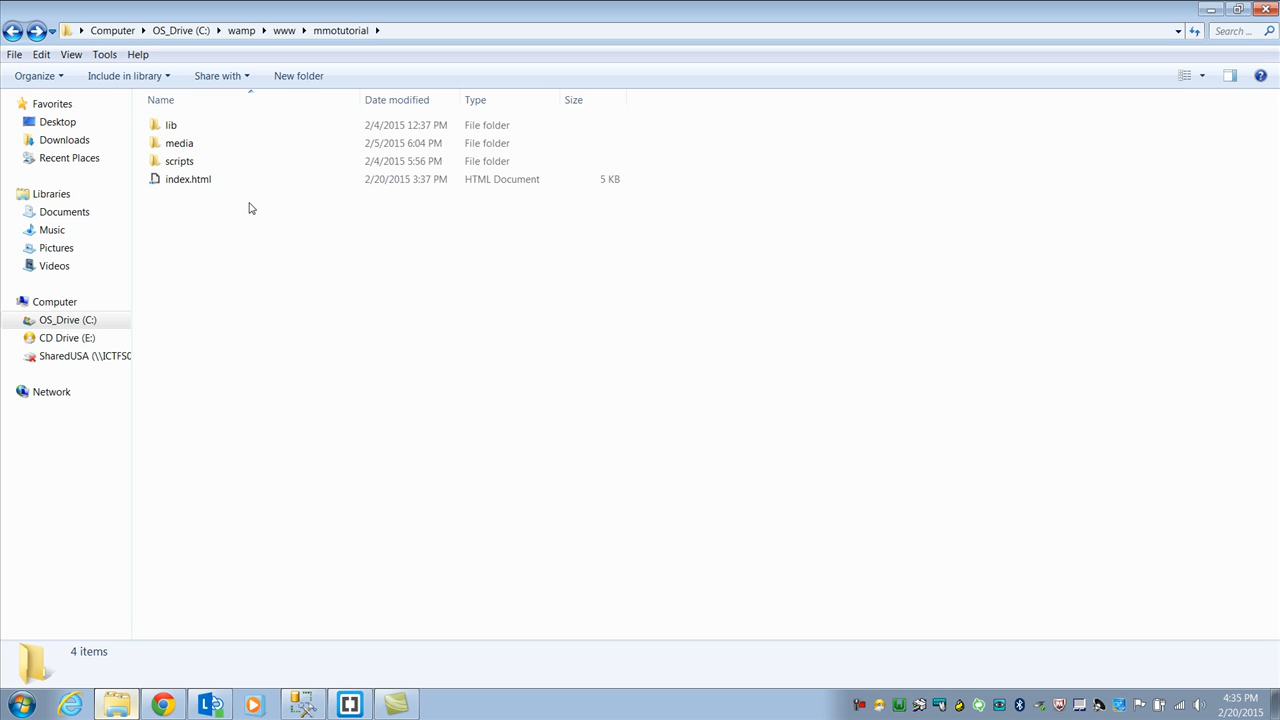 Computer OS_Drive (C:) wamp www mmotutorial Search ...
File Edit View Tools Help
Organize Include in library Share with New folder
Name Date modified Type Size
Favorites
Desktop
Downloads
Recent Places
Libraries
Documents
Music
Pictures
Videos
Computer
OS_Drive (C:)
CD Drive (E:)
SharedUSA (\\ICTFS0
Network
lib 2/4/2015 12:37 PM File folder
media 2/5/2015 6:04 PM File folder
scripts 2/4/2015 5:56 PM File folder
index.html 2/20/2015 3:37 PM HTML Document 5 KB
4 items
4:35 PM
2/20/2015